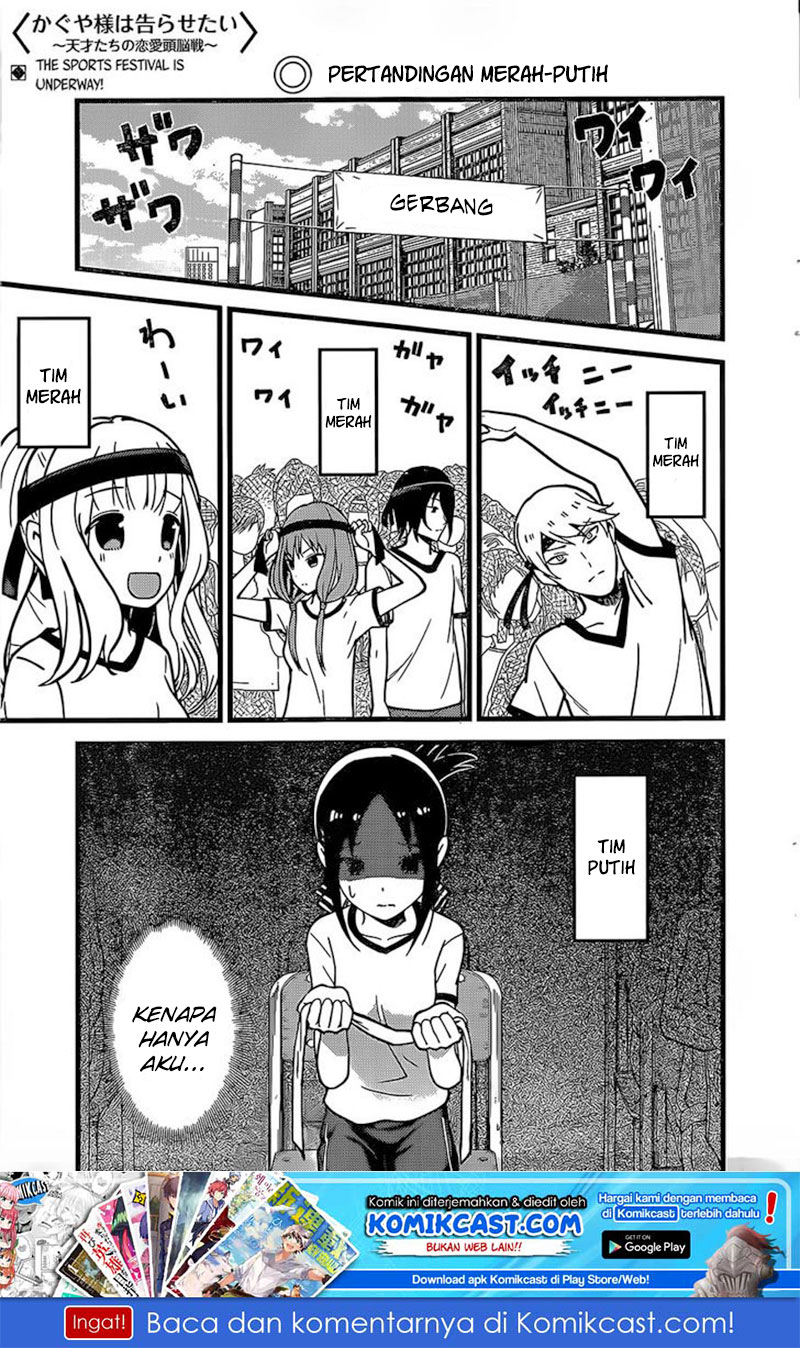 かぐや様は告らせたい
〜天才たちの恋愛頭脳戦〜
THE SPORTS FESTIVAL IS
UNDERWAY!
PERTANDINGAN MERAH-PUTIH
ザワ
ザワ
ワイ
ワイ
GERBANG
イッチ ニー
イッチ ニー
TIM
MERAH
ガヤ
ガヤ
TIM
MERAH
ワイ
ワイ
わーい
TIM
MERAH
TIM
PUTIH
KENAPA
HANYA
AKU...
Komik ini diterjemahkan & diedit oleh
KOMIKCAST.COM
BUKAN WEB LAIN!!
Hargai kami dengan membaca
di Komikcast terlebih dahulu !
GET IT ON
Google Play
Download apk Komikcast di Play Store/Web!
Ingat! Baca dan komentarnya di Komikcast.com!